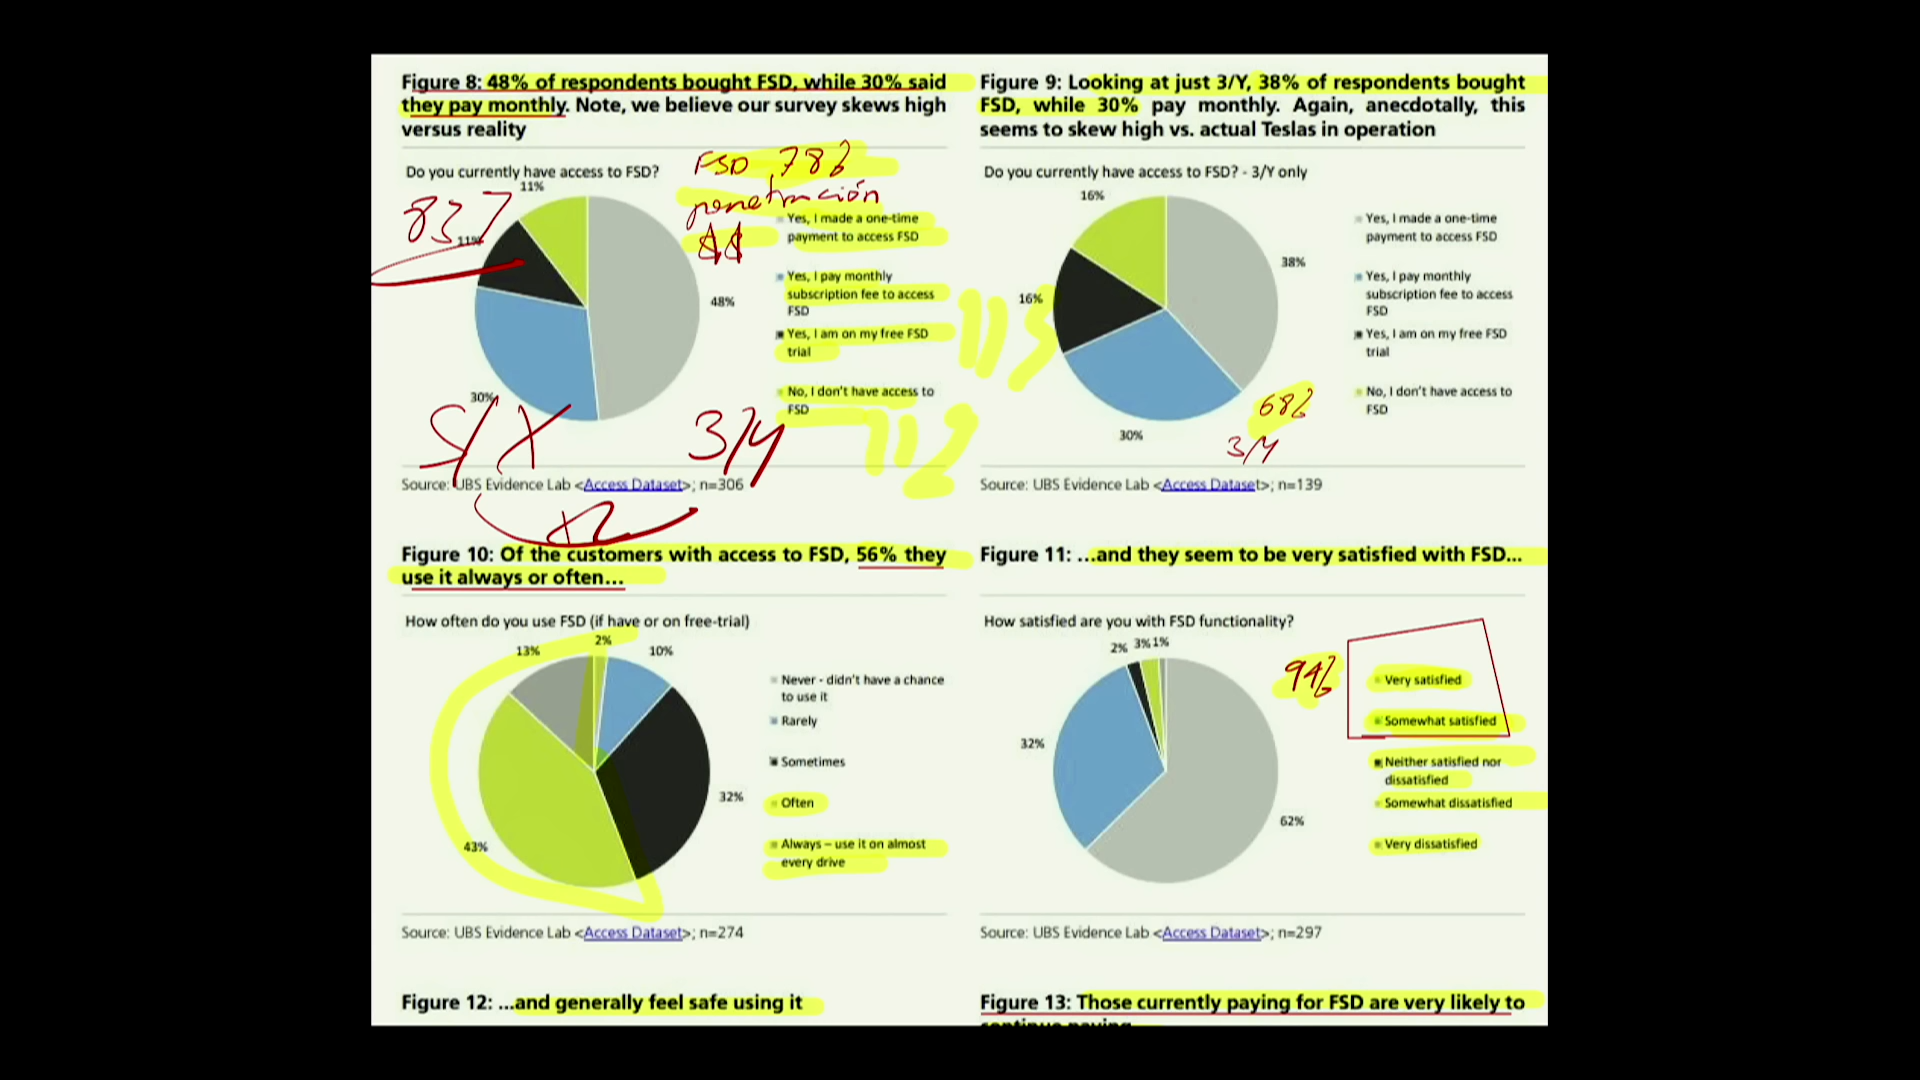 Figure 8: 48% of respondents bought FSD, while 30% said
they pay monthly. Note, we believe our survey skews high
versus reality
Do you currently have access to FSD?
FSD 78%
penetración
837
11%
11%
48%
30%
Yes, I made a one-time
payment to access FSD
Yes, I pay monthly
subscription fee to access
FSD
Yes, I am on my free FSD
trial
No, I don't have access to
FSD
S/X
3/Y
Source: UBS Evidence Lab <Access Dataset>; n=306
Figure 9: Looking at just 3/Y, 38% of respondents bought
FSD, while 30% pay monthly. Again, anecdotally, this
seems to skew high vs. actual Teslas in operation
Do you currently have access to FSD? - 3/Y only
16%
38%
16%
30%
68%
3/Y
Yes, I made a one-time
payment to access FSD
Yes, I pay monthly
subscription fee to access
FSD
Yes, I am on my free FSD
trial
No, I don't have access to
FSD
Source: UBS Evidence Lab <Access Dataset>; n=139
Figure 10: Of the customers with access to FSD, 56% they
use it always or often...
How often do you use FSD (if have or on free-trial)
13%
2%
10%
32%
43%
Never - didn't have a chance
to use it
Rarely
Sometimes
Often
Always – use it on almost
every drive
Source: UBS Evidence Lab <Access Dataset>; n=274
Figure 11: ...and they seem to be very satisfied with FSD...
How satisfied are you with FSD functionality?
2%
3%
1%
94%
32%
62%
Very satisfied
Somewhat satisfied
Neither satisfied nor
dissatisfied
Somewhat dissatisfied
Very dissatisfied
Source: UBS Evidence Lab <Access Dataset>; n=297
Figure 12: ...and generally feel safe using it
Figure 13: Those currently paying for FSD are very likely to